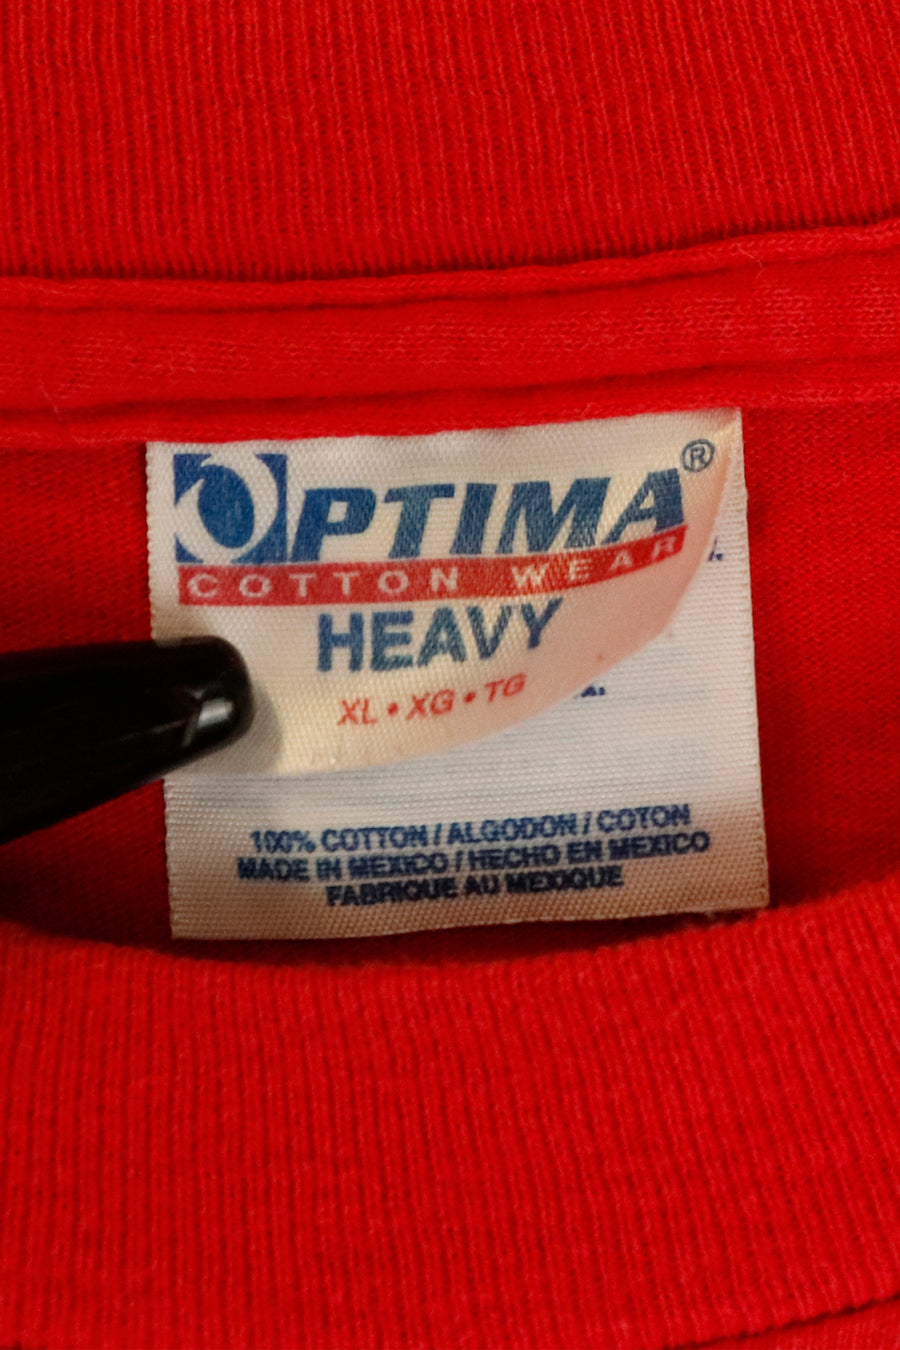 OPTIMA®
COTTON WEAR
HEAVY
XL • XG • TG
100% COTTON / ALGODON / COTON
MADE IN MEXICO / HECHO EN MEXICO
FABRIQUE AU MEXIQUE